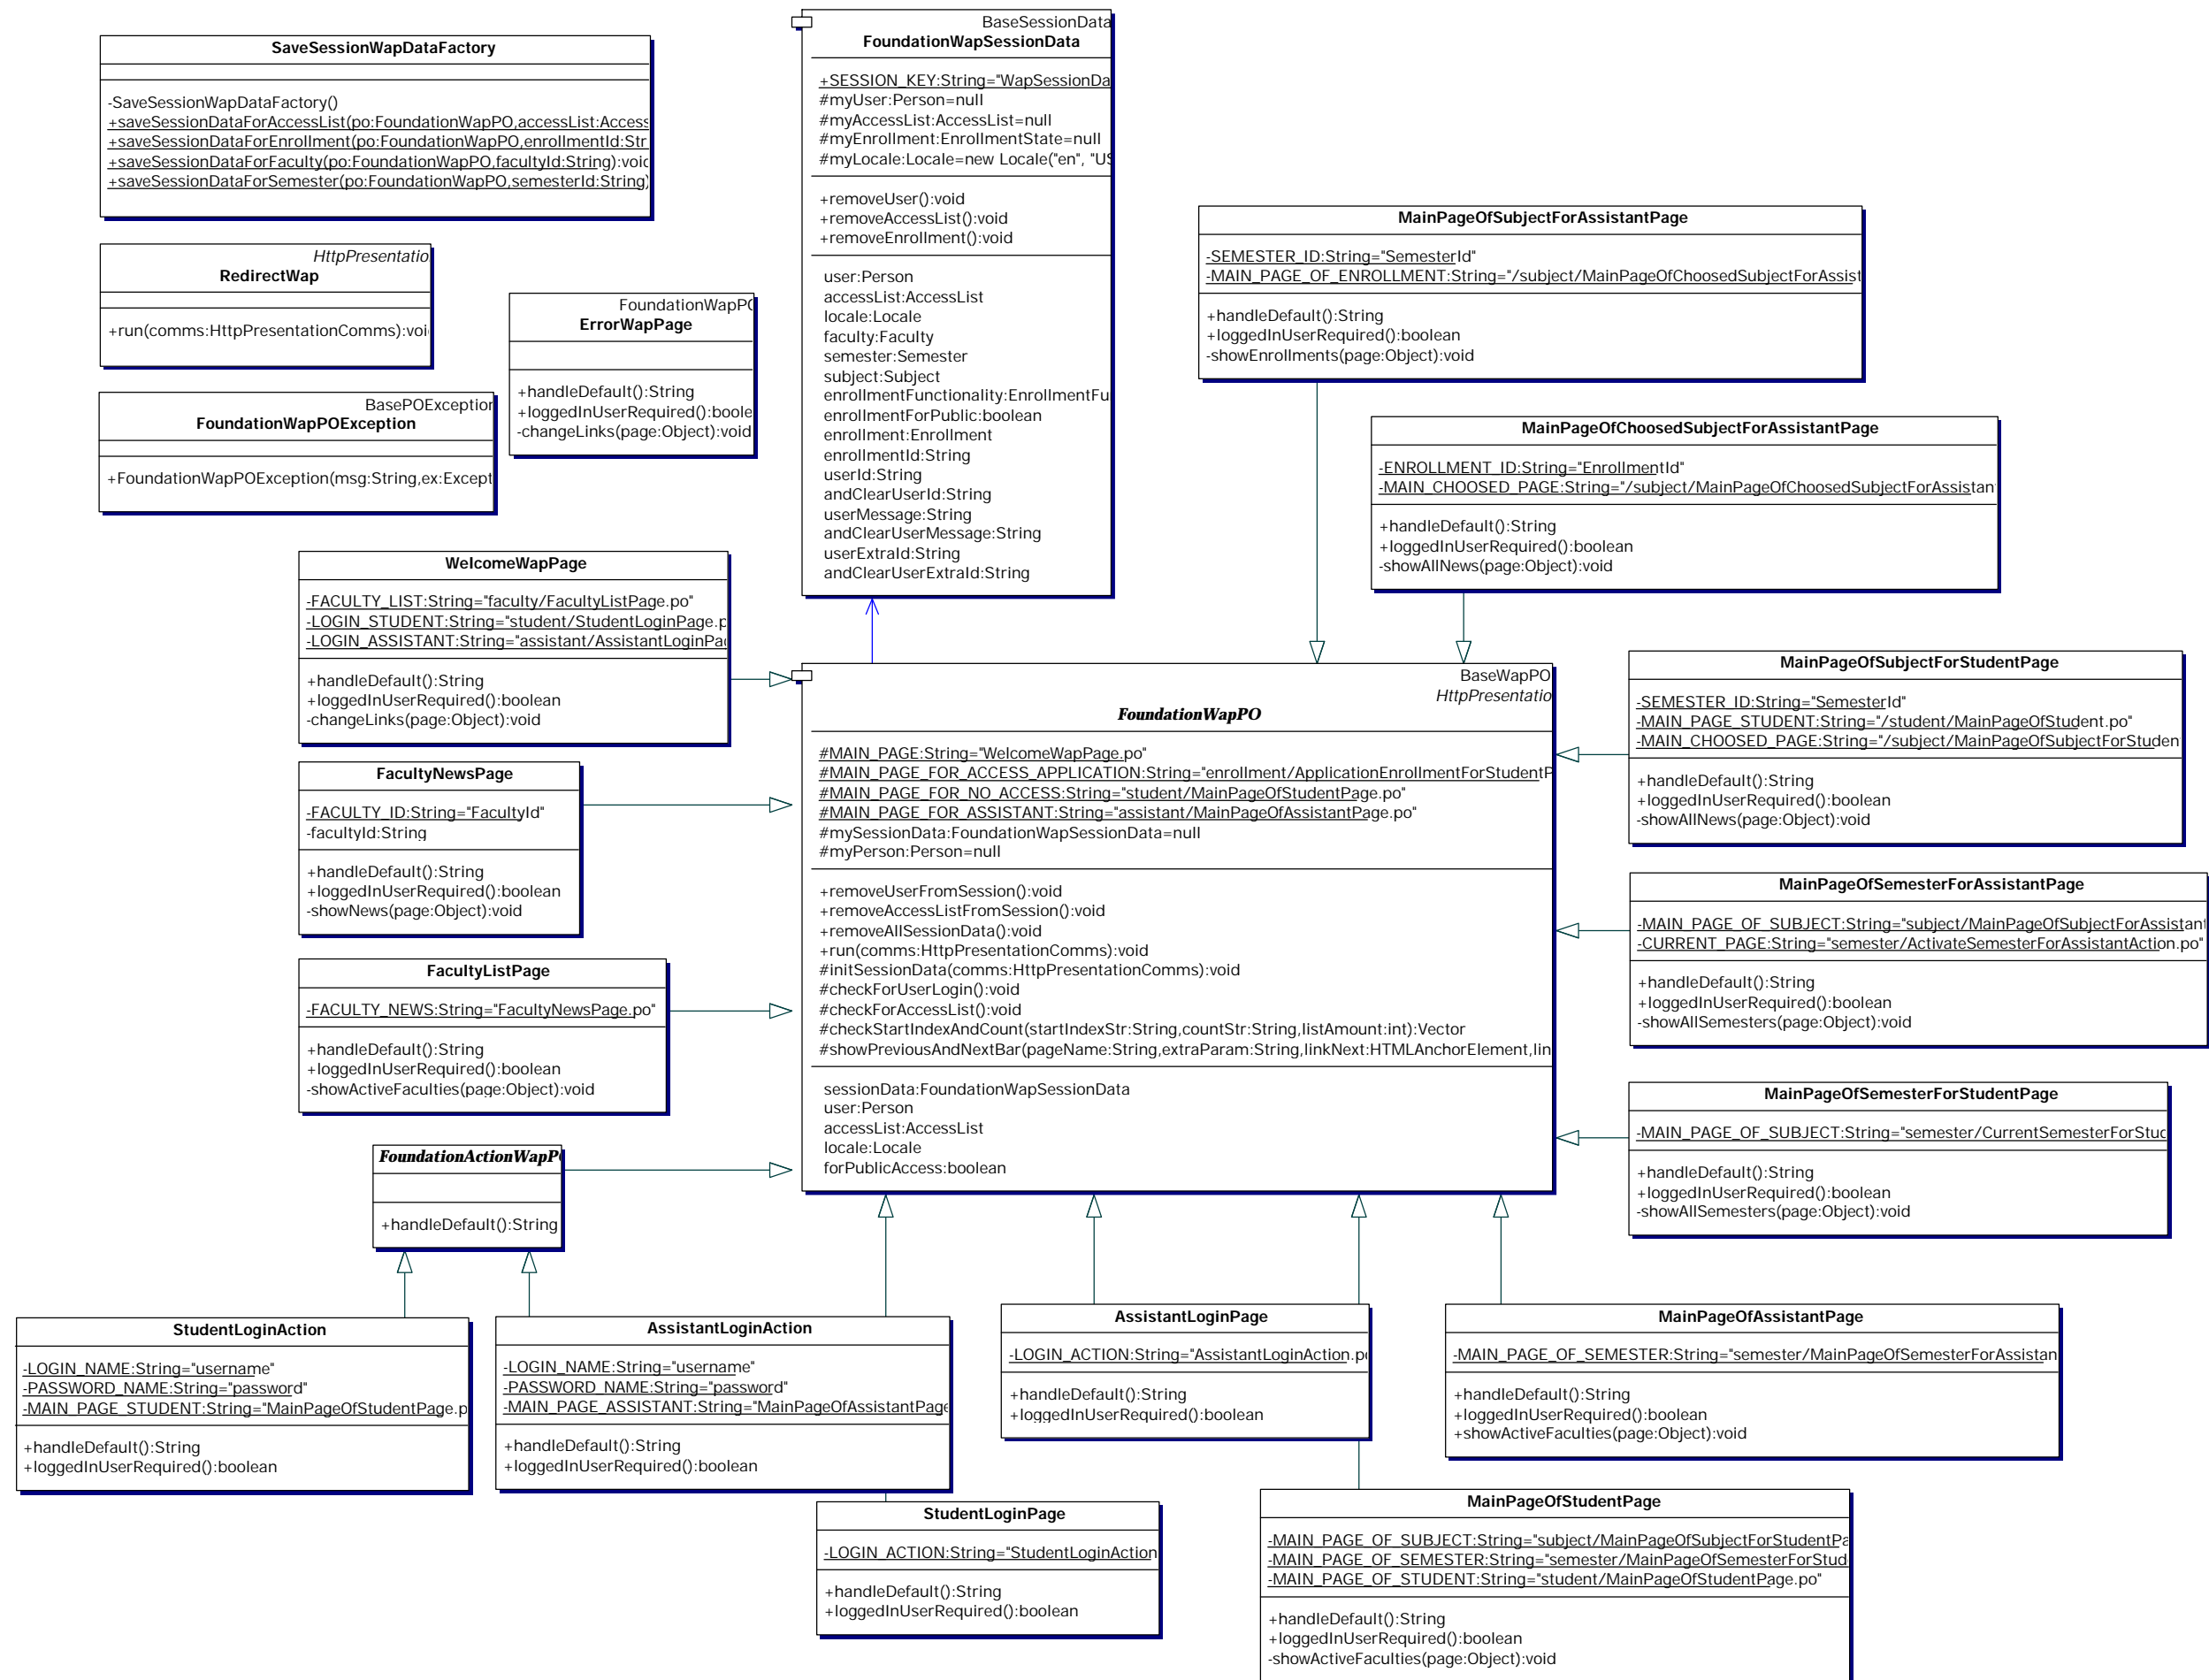 SaveSessionWapDataFactory
-SaveSessionWapDataFactory()
+saveSessionDataForAccessList(po:FoundationWapPO,accessList:Access
+saveSessionDataForEnrollment(po:FoundationWapPO,enrollmentId:Str
+saveSessionDataForFaculty(po:FoundationWapPO,facultyId:String):void
+saveSessionDataForSemester(po:FoundationWapPO,semesterId:String)
HttpPresentatio
RedirectWap
+run(comms:HttpPresentationComms):voi
BasePOException
FoundationWapPOException
+FoundationWapPOException(msg:String,ex:Except
FoundationWapPO
ErrorWapPage
+handleDefault():String
+loggedInUserRequired():boole
-changeLinks(page:Object):void
BaseSessionData
FoundationWapSessionData
+SESSION_KEY:String="WapSessionDa
#myUser:Person=null
#myAccessList:AccessList=null
#myEnrollment:EnrollmentState=null
#myLocale:Locale=new Locale("en", "US
+removeUser():void
+removeAccessList():void
+removeEnrollment():void
user:Person
accessList:AccessList
locale:Locale
faculty:Faculty
semester:Semester
subject:Subject
enrollmentFunctionality:EnrollmentFu
enrollmentForPublic:boolean
enrollment:Enrollment
enrollmentId:String
userId:String
andClearUserId:String
userMessage:String
andClearUserMessage:String
userExtraId:String
andClearUserExtraId:String
MainPageOfSubjectForAssistantPage
-SEMESTER_ID:String="SemesterId"
-MAIN_PAGE_OF_ENROLLMENT:String="/subject/MainPageOfChoosedSubjectForAssist
+handleDefault():String
+loggedInUserRequired():boolean
-showEnrollments(page:Object):void
MainPageOfChoosedSubjectForAssistantPage
-ENROLLMENT_ID:String="EnrollmentId"
-MAIN_CHOOSED_PAGE:String="/subject/MainPageOfChoosedSubjectForAssistan
+handleDefault():String
+loggedInUserRequired():boolean
-showAllNews(page:Object):void
WelcomeWapPage
-FACULTY_LIST:String="faculty/FacultyListPage.po"
-LOGIN_STUDENT:String="student/StudentLoginPage.p
-LOGIN_ASSISTANT:String="assistant/AssistantLoginPag
+handleDefault():String
+loggedInUserRequired():boolean
-changeLinks(page:Object):void
FacultyNewsPage
-FACULTY_ID:String="FacultyId"
-facultyId:String
+handleDefault():String
+loggedInUserRequired():boolean
-showNews(page:Object):void
FacultyListPage
-FACULTY_NEWS:String="FacultyNewsPage.po"
+handleDefault():String
+loggedInUserRequired():boolean
-showActiveFaculties(page:Object):void
FoundationActionWapPO
+handleDefault():String
BaseWapPO
HttpPresentatio
FoundationWapPO
#MAIN_PAGE:String="WelcomeWapPage.po"
#MAIN_PAGE_FOR_ACCESS_APPLICATION:String="enrollment/ApplicationEnrollmentForStudentP
#MAIN_PAGE_FOR_NO_ACCESS:String="student/MainPageOfStudentPage.po"
#MAIN_PAGE_FOR_ASSISTANT:String="assistant/MainPageOfAssistantPage.po"
#mySessionData:FoundationWapSessionData=null
#myPerson:Person=null
+removeUserFromSession():void
+removeAccessListFromSession():void
+removeAllSessionData():void
+run(comms:HttpPresentationComms):void
#initSessionData(comms:HttpPresentationComms):void
#checkForUserLogin():void
#checkForAccessList():void
#checkStartIndexAndCount(startIndexStr:String,countStr:String,listAmount:int):Vector
#showPreviousAndNextBar(pageName:String,extraParam:String,linkNext:HTMLAnchorElement,lin
sessionData:FoundationWapSessionData
user:Person
accessList:AccessList
locale:Locale
forPublicAccess:boolean
MainPageOfSubjectForStudentPage
-SEMESTER_ID:String="SemesterId"
-MAIN_PAGE_STUDENT:String="/student/MainPageOfStudent.po"
-MAIN_CHOOSED_PAGE:String="/subject/MainPageOfSubjectForStuden
+handleDefault():String
+loggedInUserRequired():boolean
-showAllNews(page:Object):void
MainPageOfSemesterForAssistantPage
-MAIN_PAGE_OF_SUBJECT:String="subject/MainPageOfSubjectForAssistant
-CURRENT_PAGE:String="semester/ActivateSemesterForAssistantAction.po"
+handleDefault():String
+loggedInUserRequired():boolean
-showAllSemesters(page:Object):void
MainPageOfSemesterForStudentPage
-MAIN_PAGE_OF_SUBJECT:String="semester/CurrentSemesterForStud
+handleDefault():String
+loggedInUserRequired():boolean
-showAllSemesters(page:Object):void
StudentLoginAction
-LOGIN_NAME:String="username"
-PASSWORD_NAME:String="password"
-MAIN_PAGE_STUDENT:String="MainPageOfStudentPage.p
+handleDefault():String
+loggedInUserRequired():boolean
AssistantLoginAction
-LOGIN_NAME:String="username"
-PASSWORD_NAME:String="password"
-MAIN_PAGE_ASSISTANT:String="MainPageOfAssistantPage
+handleDefault():String
+loggedInUserRequired():boolean
AssistantLoginPage
-LOGIN_ACTION:String="AssistantLoginAction.po
+handleDefault():String
+loggedInUserRequired():boolean
MainPageOfAssistantPage
-MAIN_PAGE_OF_SEMESTER:String="semester/MainPageOfSemesterForAssistan
+handleDefault():String
+loggedInUserRequired():boolean
+showActiveFaculties(page:Object):void
StudentLoginPage
-LOGIN_ACTION:String="StudentLoginAction
+handleDefault():String
+loggedInUserRequired():boolean
MainPageOfStudentPage
-MAIN_PAGE_OF_SUBJECT:String="subject/MainPageOfSubjectForStudentPa
-MAIN_PAGE_OF_SEMESTER:String="semester/MainPageOfSemesterForStud
-MAIN_PAGE_OF_STUDENT:String="student/MainPageOfStudentPage.po"
+handleDefault():String
+loggedInUserRequired():boolean
-showActiveFaculties(page:Object):void